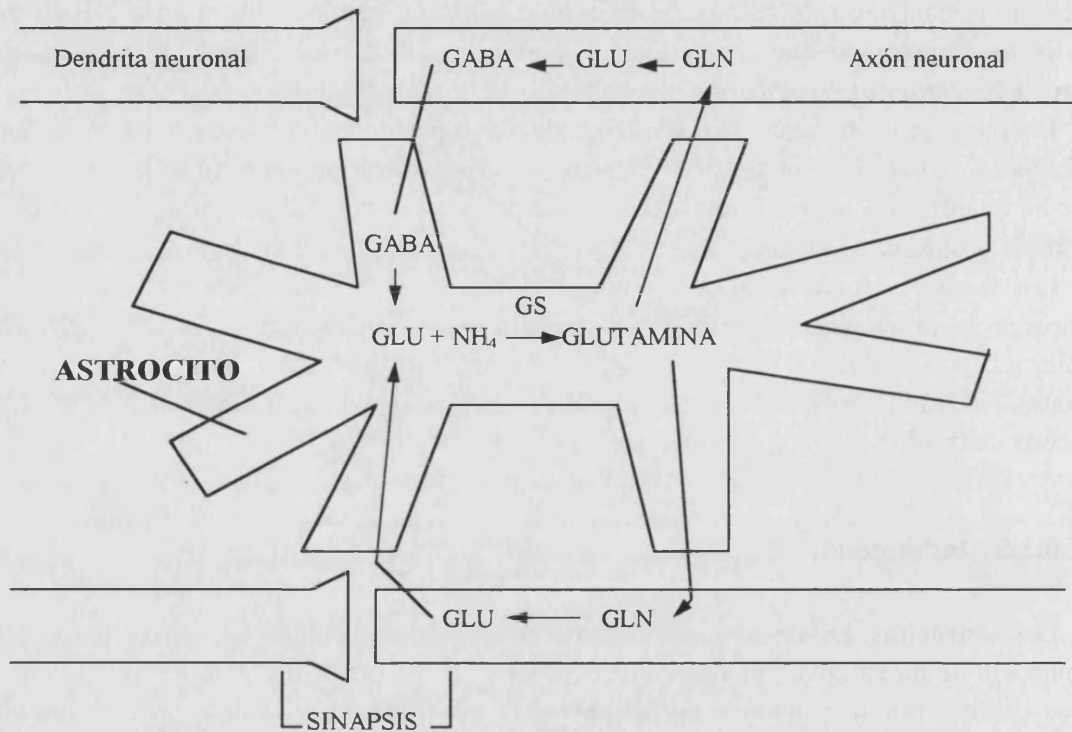 Dendrita neuronal
GABA GLU GLN
Axón neuronal
GABA
GS
GLU + NH₄ GLUTAMINA
ASTROCITO
GLU GLN
SINAPSIS